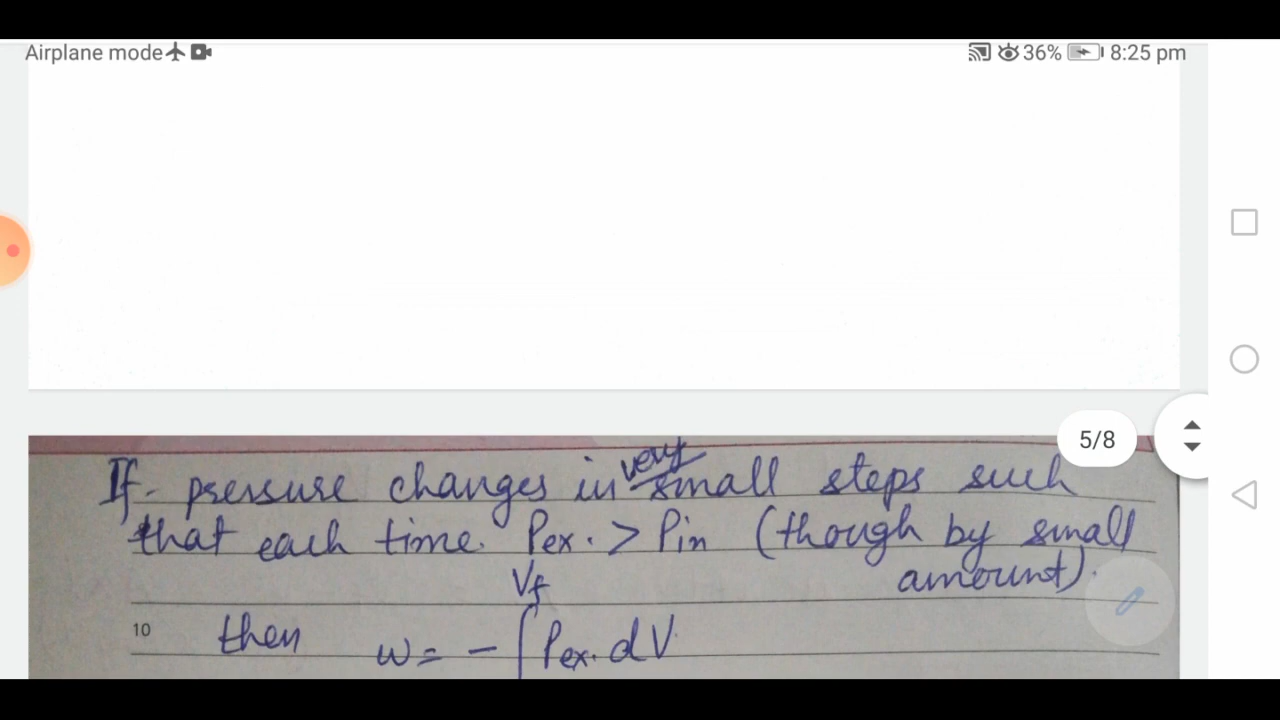 Airplane mode 36% 8:25 pm
5/8
If pressure changes in very small steps such
that each time. Pex. > Pin (though by small
amount).
Vf
10 then w = - ∫ Pex. dV